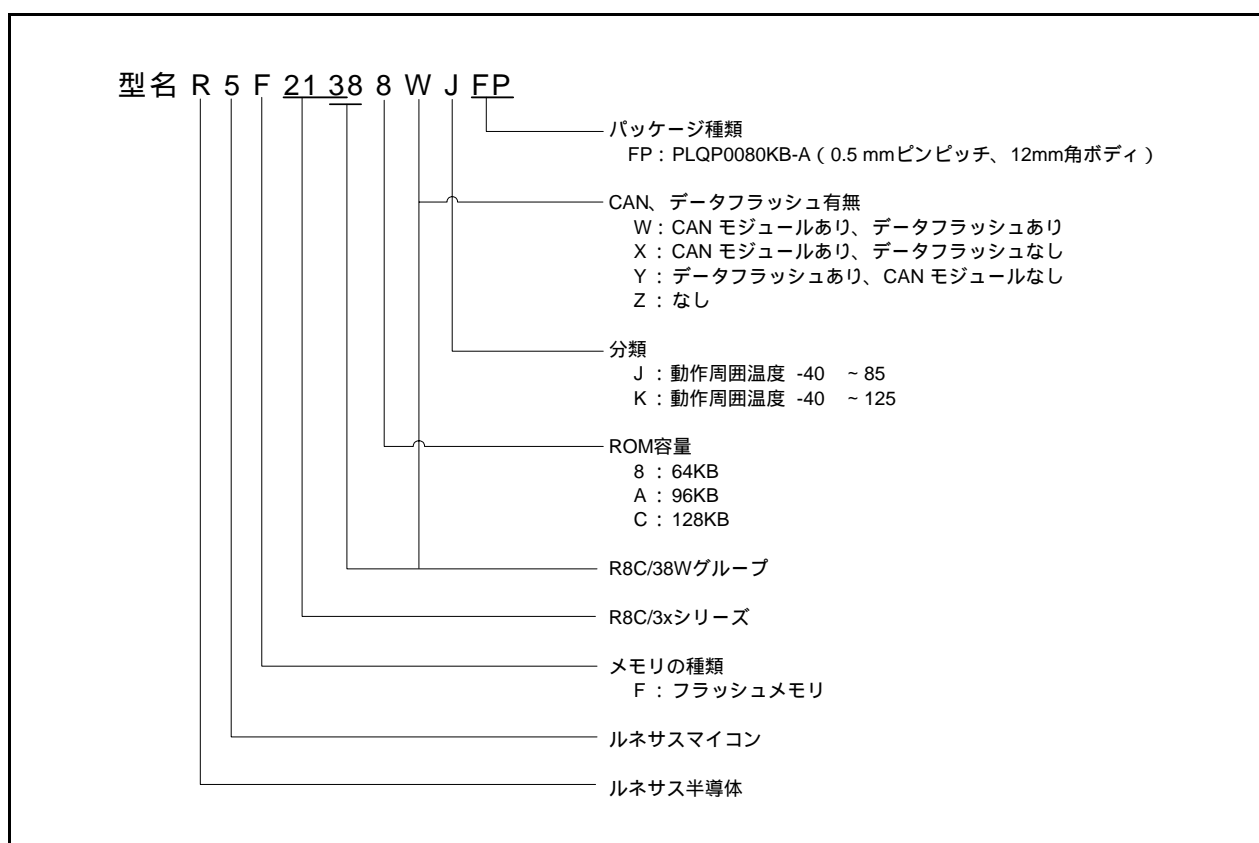 型名 R 5 F 21 38 8 W J FP
パッケージ種類
FP : PLQP0080KB-A ( 0.5 mmピンピッチ、12mm角ボディ )
CAN、データフラッシュ有無
W : CAN モジュールあり、データフラッシュあり
X : CAN モジュールあり、データフラッシュなし
Y : データフラッシュあり、CAN モジュールなし
Z : なし
分類
J : 動作周囲温度 -40 ~ 85
K : 動作周囲温度 -40 ~ 125
ROM容量
8 : 64KB
A : 96KB
C : 128KB
R8C/38Wグループ
R8C/3xシリーズ
メモリの種類
F : フラッシュメモリ
ルネサスマイコン
ルネサス半導体